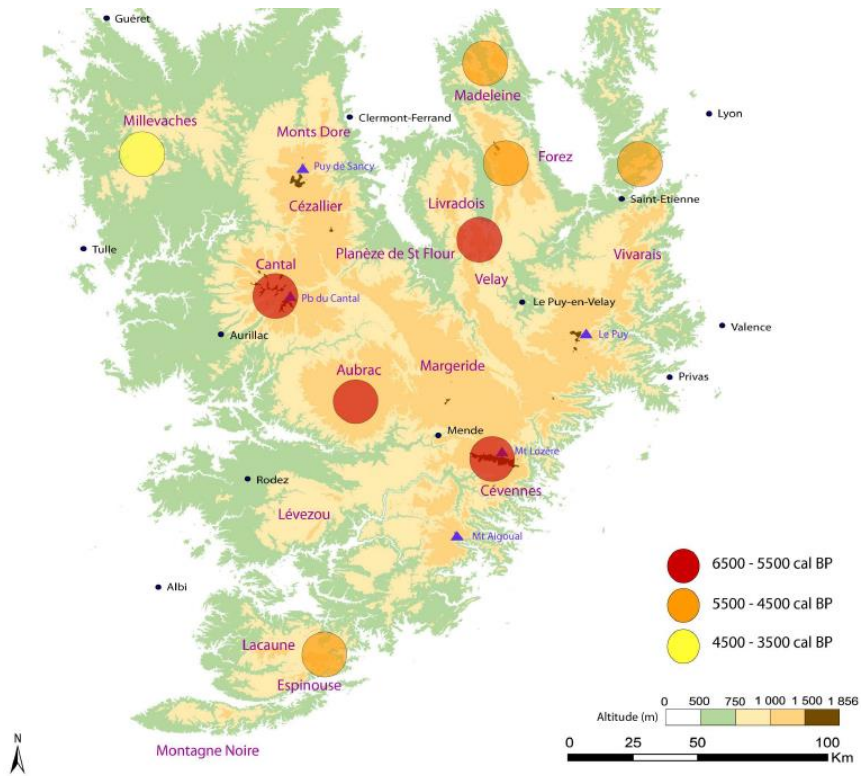 Guéret
Madeleine
Millevaches
Clermont-Ferrand
Lyon
Monts Dore
Forez
Puy de Sancy
Saint-Etienne
Livradois
Cézallier
Tulle
Planèze de St Flour
Vivarais
Cantal
Velay
Pb du Cantal
Le Puy-en-Velay
Valence
Aurillac
Le Puy
Margeride
Aubrac
Privas
Mende
Mt Lozère
Rodez
Cévennes
Lévezou
Mt Aigoual
6500 - 5500 cal BP
Albi
5500 - 4500 cal BP
Lacaune
4500 - 3500 cal BP
Espinouse
0 500 750 1 000 1 500 1 856
Altitude (m)
N
Montagne Noire
0 25 50 100
Km